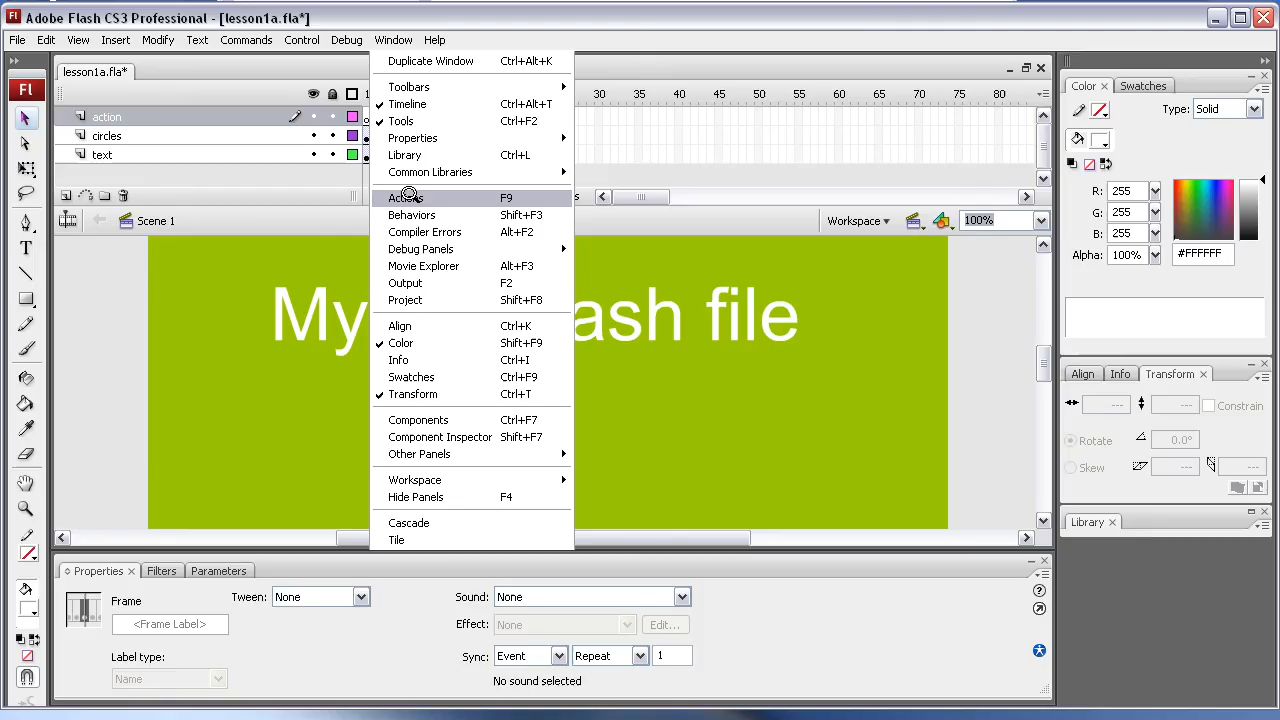 Adobe Flash CS3 Professional - [lesson1a.fla*]
File Edit View Insert Modify Text Commands Control Debug Window Help
lesson1a.fla*
30 35 40 45 50 55 60 65 70 75 80
action
circles
text
Scene 1
Workspace
100%
Duplicate Window Ctrl+Alt+K
Toolbars
Timeline Ctrl+Alt+T
Tools Ctrl+F2
Properties
Library Ctrl+L
Common Libraries
F9
Behaviors Shift+F3
Compiler Errors Alt+F2
Debug Panels
Movie Explorer Alt+F3
Output F2
Project Shift+F8
Align Ctrl+K
Color Shift+F9
Info Ctrl+I
Swatches Ctrl+F9
Transform Ctrl+T
Components Ctrl+F7
Component Inspector Shift+F7
Other Panels
Workspace
Hide Panels F4
Cascade
Tile
My ash file
Color Swatches
Type: Solid
R: 255
G: 255
B: 255
Alpha: 100%
#FFFFFF
Align Info Transform
--- --- Constrain
Rotate 0.0°
Skew --- ---
Library
Properties Filters Parameters
Frame
<Frame Label>
Label type:
Name
Tween: None
Sound: None
Effect: None Edit...
Sync: Event Repeat 1
No sound selected
Fl
T